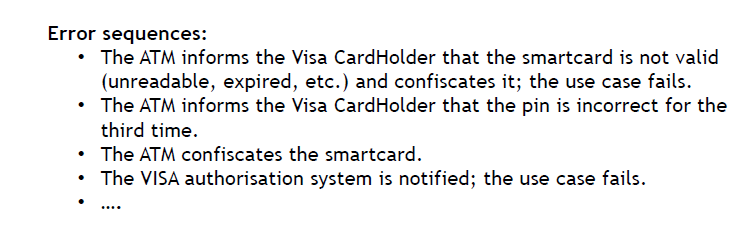 Error sequences:
• The ATM informs the Visa CardHolder that the smartcard is not valid
(unreadable, expired, etc.) and confiscates it; the use case fails.
• The ATM informs the Visa CardHolder that the pin is incorrect for the
third time.
• The ATM confiscates the smartcard.
• The VISA authorisation system is notified; the use case fails.
• ....